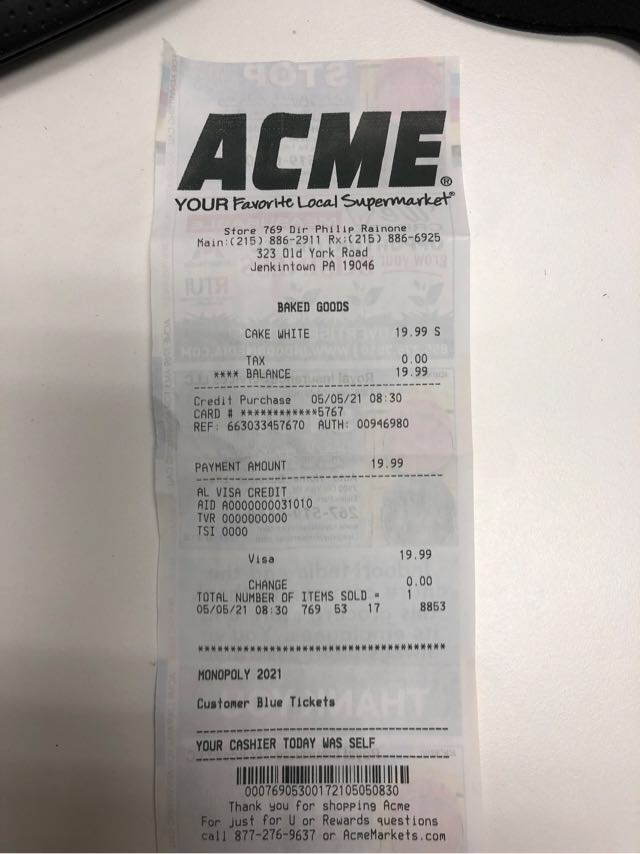 ACME®
YOUR Favorite Local Supermarket®
Store 769 Dir Philip Rainone
Main:(215) 886-2911 Rx:(215) 886-6925
323 Old York Road
Jenkintown PA 19046
BAKED GOODS
CAKE WHITE 19.99 S
TAX 0.00
**** BALANCE 19.99
Credit Purchase 05/05/21 08:30
CARD # ************5767
REF: 663033457670 AUTH: 00946980
PAYMENT AMOUNT 19.99
AL VISA CREDIT
AID A0000000031010
TVR 0000000000
TSI 0000
Visa 19.99
CHANGE 0.00
TOTAL NUMBER OF ITEMS SOLD = 1
05/05/21 08:30 769 53 17 8853
****************************************
MONOPOLY 2021
Customer Blue Tickets
YOUR CASHIER TODAY WAS SELF
00076905300172105050830
Thank you for shopping Acme
For just for U or Rewards questions
call 877-276-9637 or AcmeMarkets.com